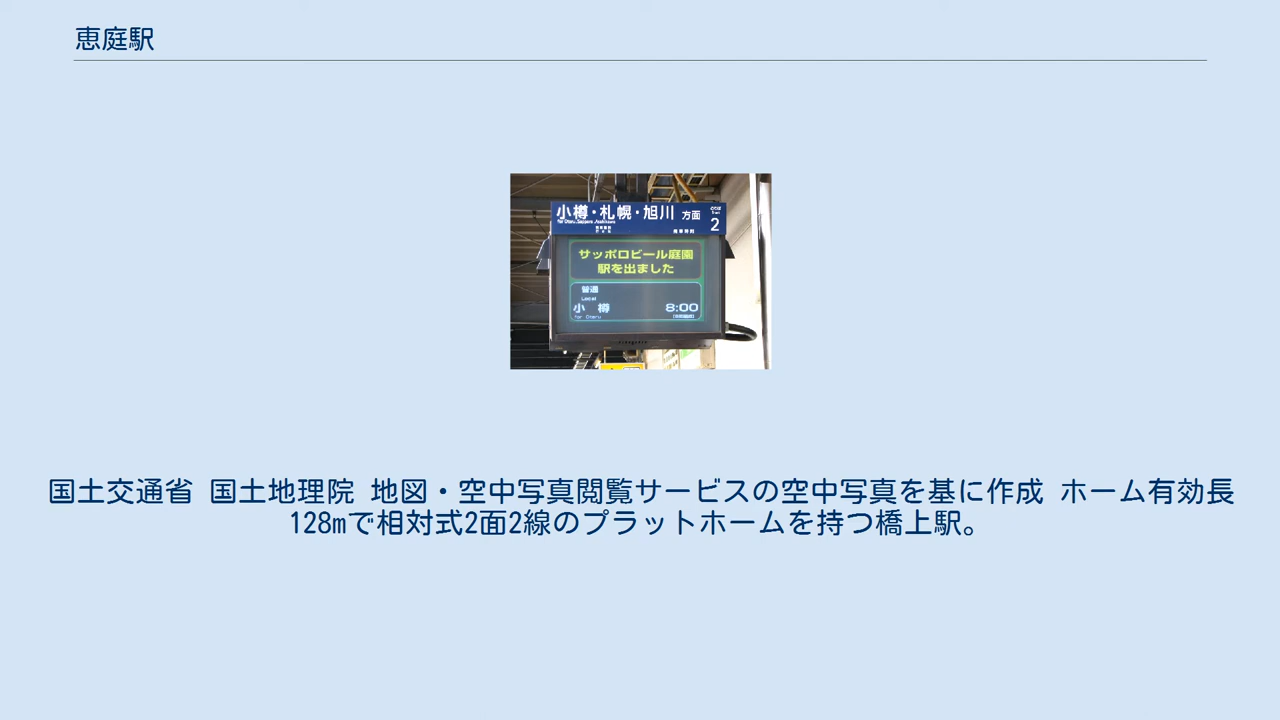 恵庭駅
小樽・札幌・旭川 方面
for Otaru, Sapporo, Asahikawa
2
サッポロビール庭園
駅を出ました
普通
Local
小 樽 8:00
for Otaru
国土交通省 国土地理院 地図・空中写真閲覧サービスの空中写真を基に作成 ホーム有効長
128mで相対式2面2線のプラットホームを持つ橋上駅。